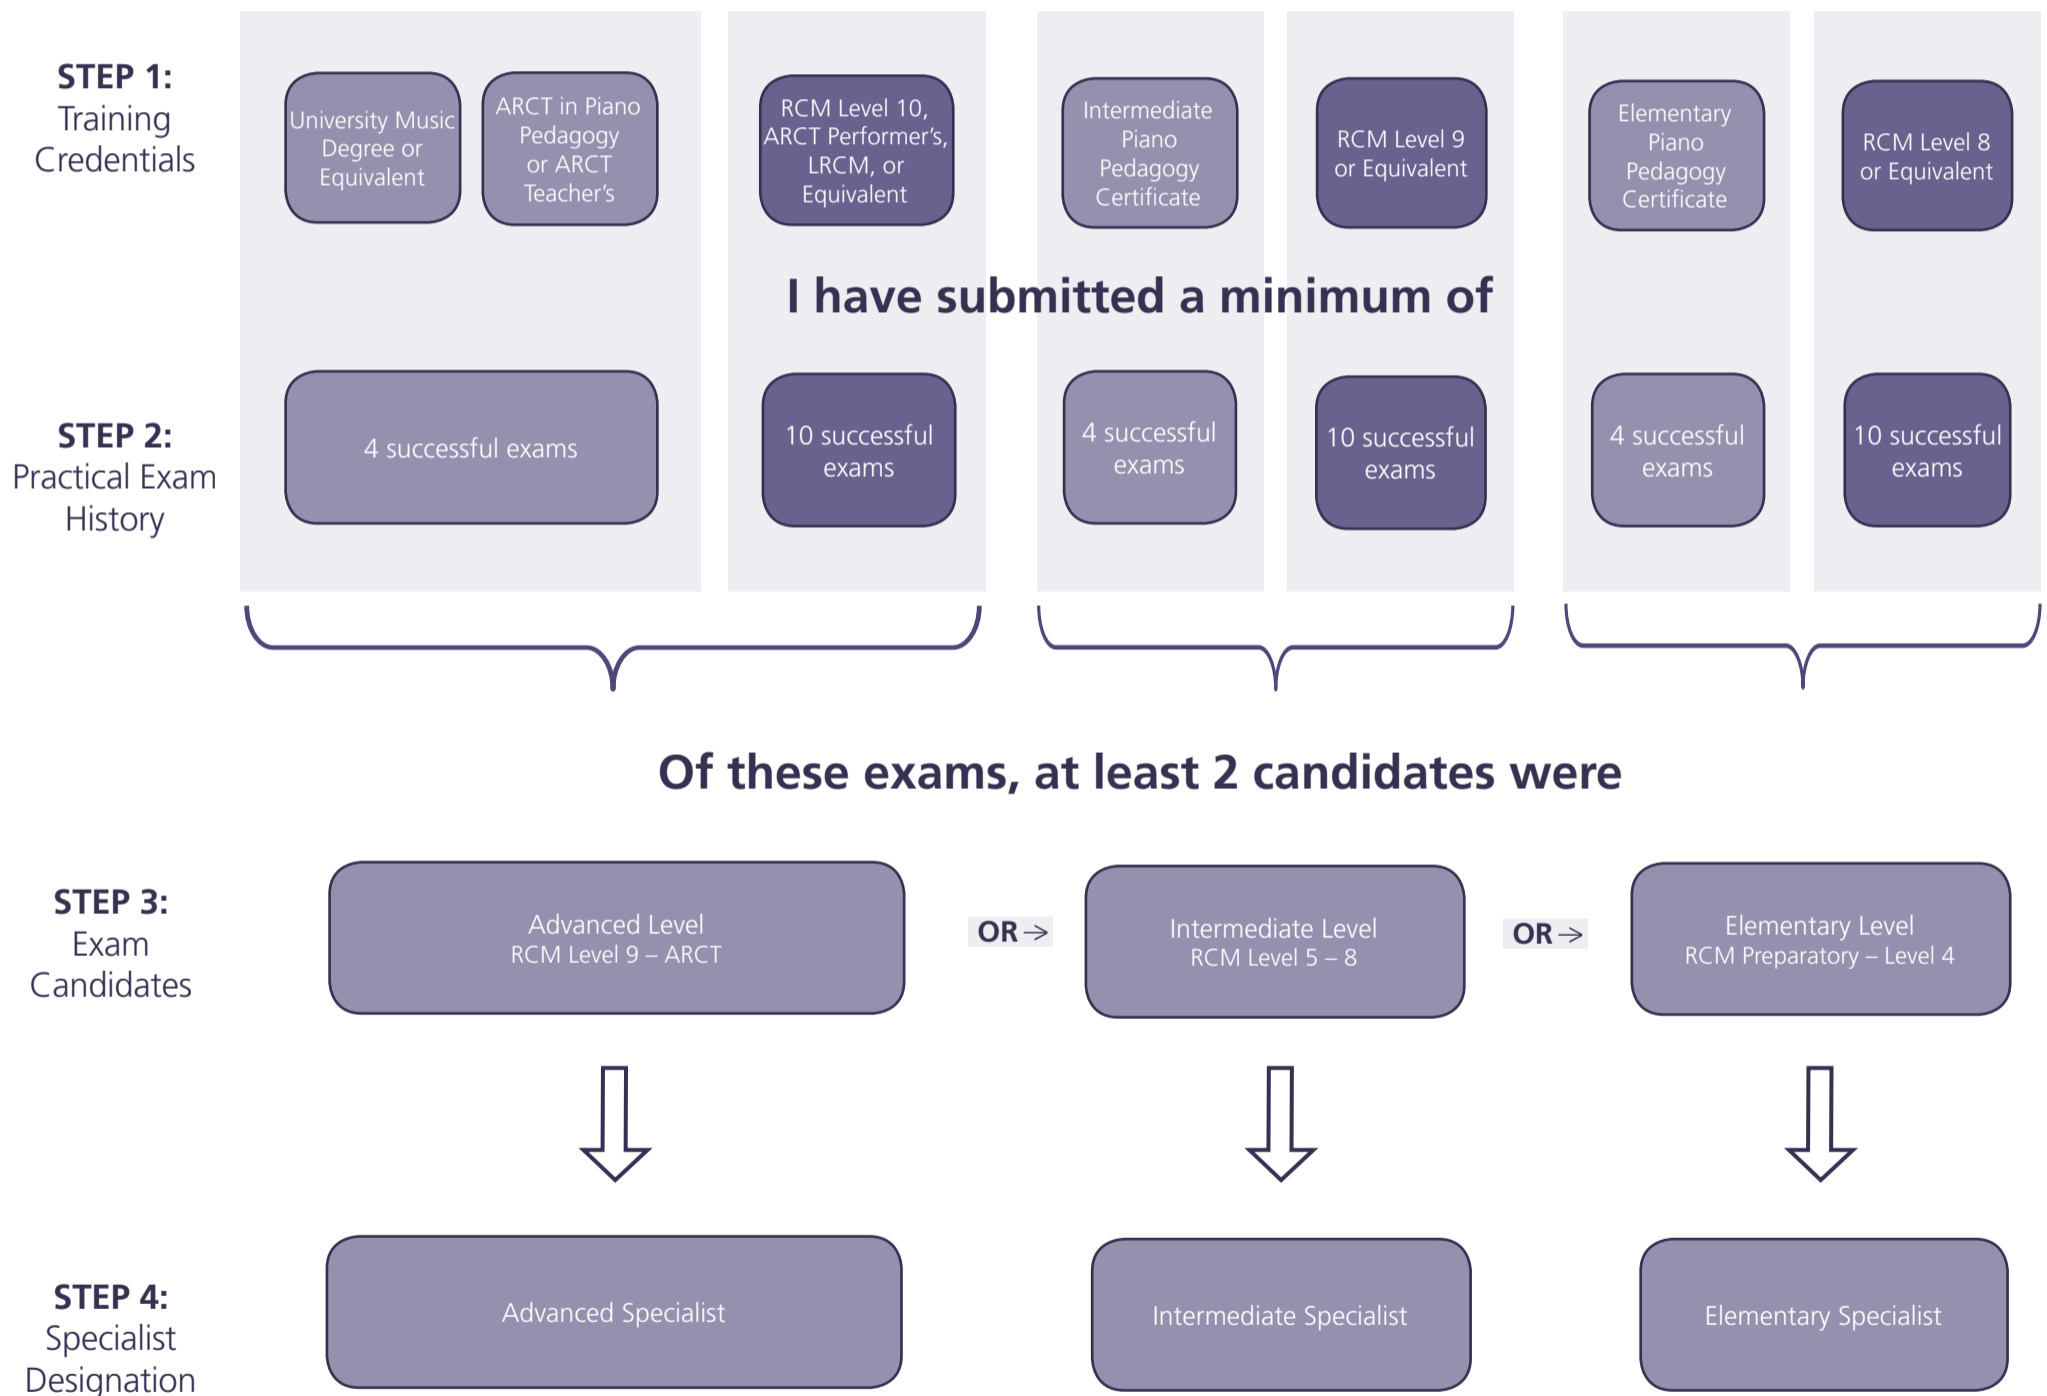 STEP 1:
Training
Credentials
University Music
Degree or
Equivalent
ARCT in Piano
Pedagogy
or ARCT
Teacher’s
RCM Level 10,
ARCT Performer’s,
LRCM, or
Equivalent
Intermediate
Piano
Pedagogy
Certificate
RCM Level 9
or Equivalent
Elementary
Piano
Pedagogy
Certificate
RCM Level 8
or Equivalent
I have submitted a minimum of
STEP 2:
Practical Exam
History
4 successful exams
10 successful
exams
4 successful
exams
10 successful
exams
4 successful
exams
10 successful
exams
Of these exams, at least 2 candidates were
STEP 3:
Exam
Candidates
Advanced Level
RCM Level 9 – ARCT
OR→
Intermediate Level
RCM Level 5 – 8
OR→
Elementary Level
RCM Preparatory – Level 4
STEP 4:
Specialist
Designation
Advanced Specialist
Intermediate Specialist
Elementary Specialist